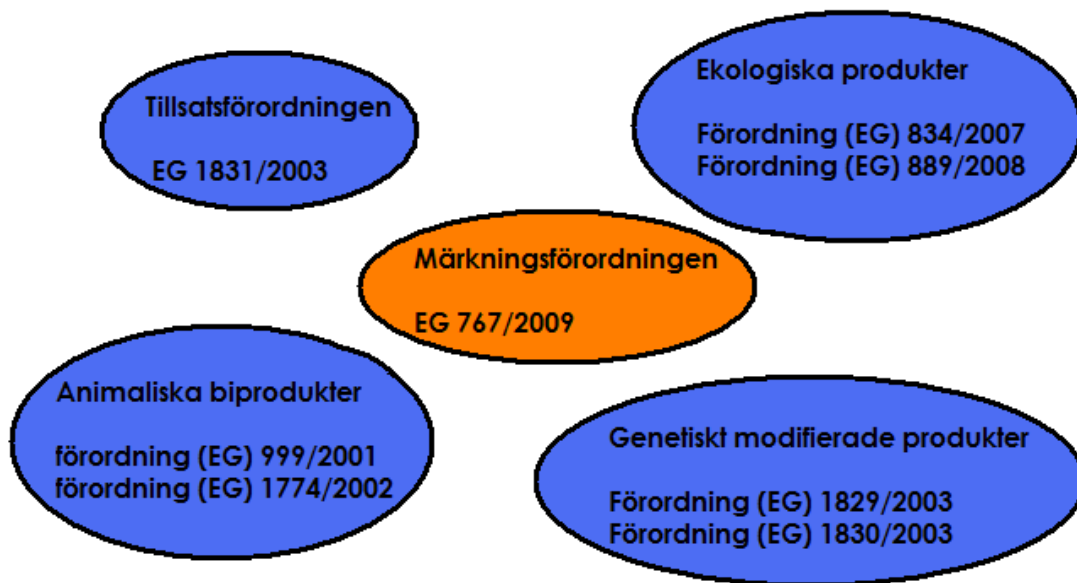 Tillsatsförordningen
EG 1831/2003
Ekologiska produkter
Förordning (EG) 834/2007
Förordning (EG) 889/2008
Märkningsförordningen
EG 767/2009
Animaliska biprodukter
förordning (EG) 999/2001
förordning (EG) 1774/2002
Genetiskt modifierade produkter
Förordning (EG) 1829/2003
Förordning (EG) 1830/2003